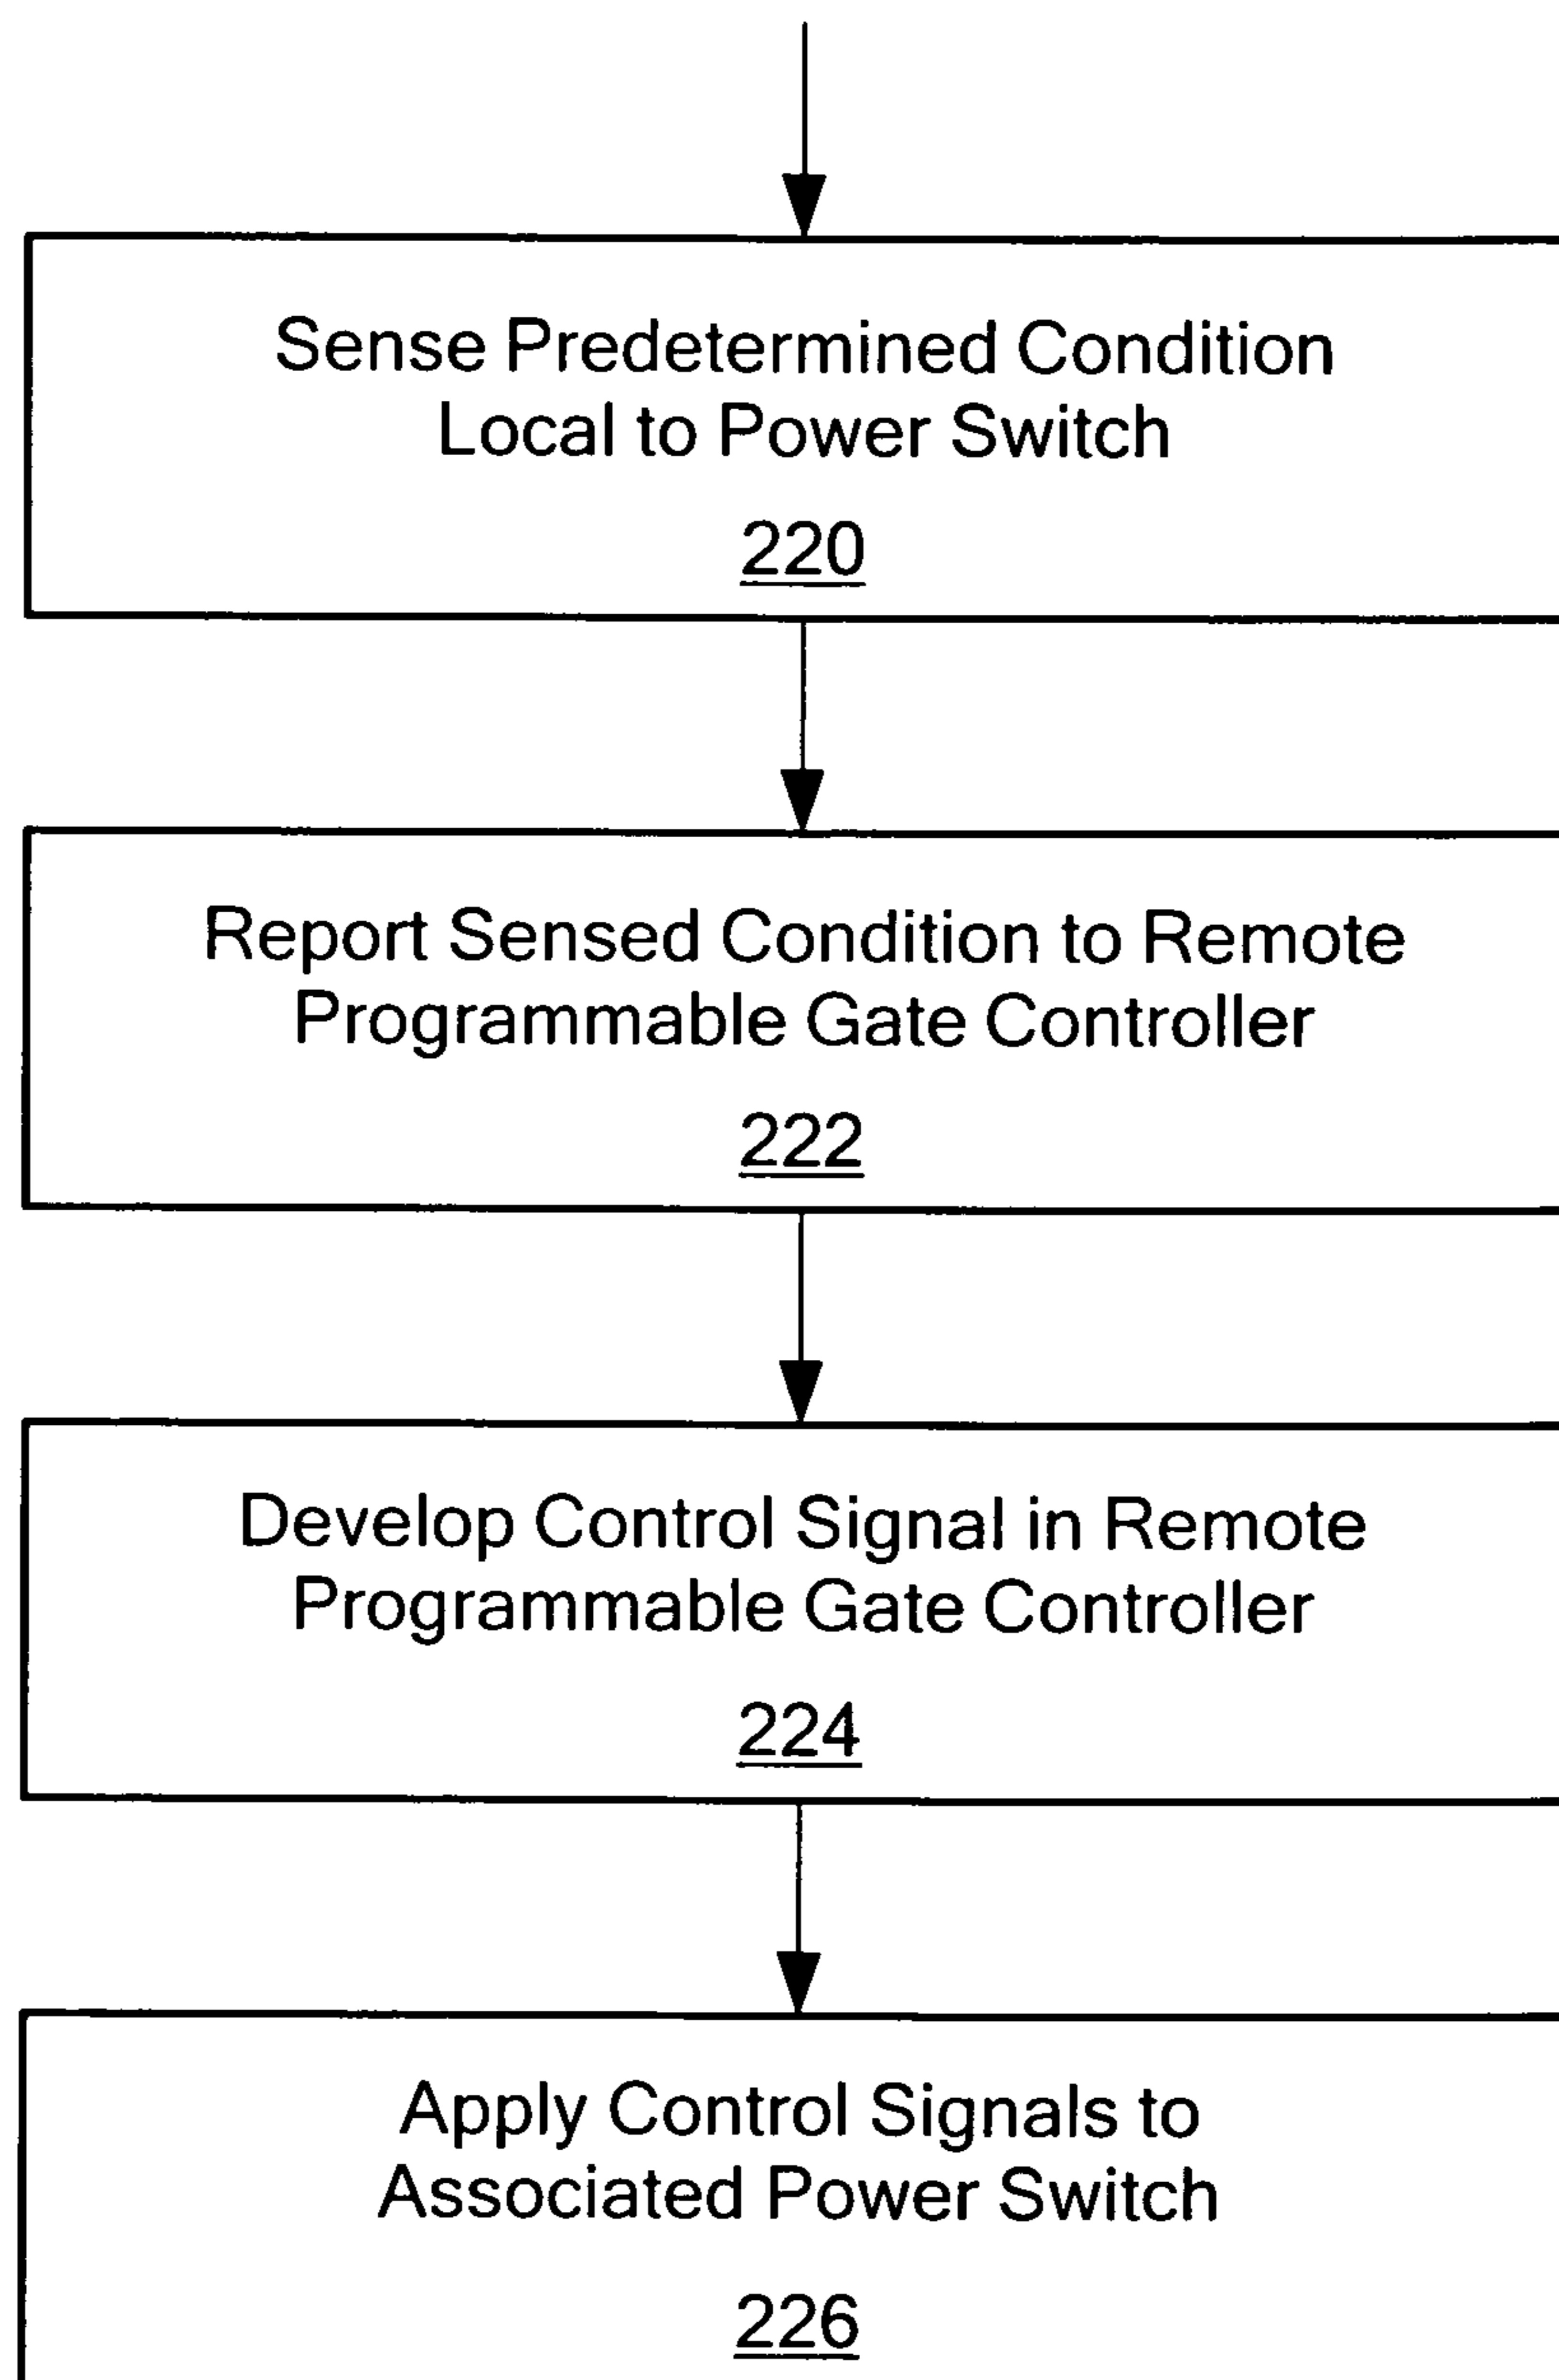 Sense Predetermined Condition
Local to Power Switch
220
Report Sensed Condition to Remote
Programmable Gate Controller
222
Develop Control Signal in Remote
Programmable Gate Controller
224
Apply Control Signals to
Associated Power Switch
226